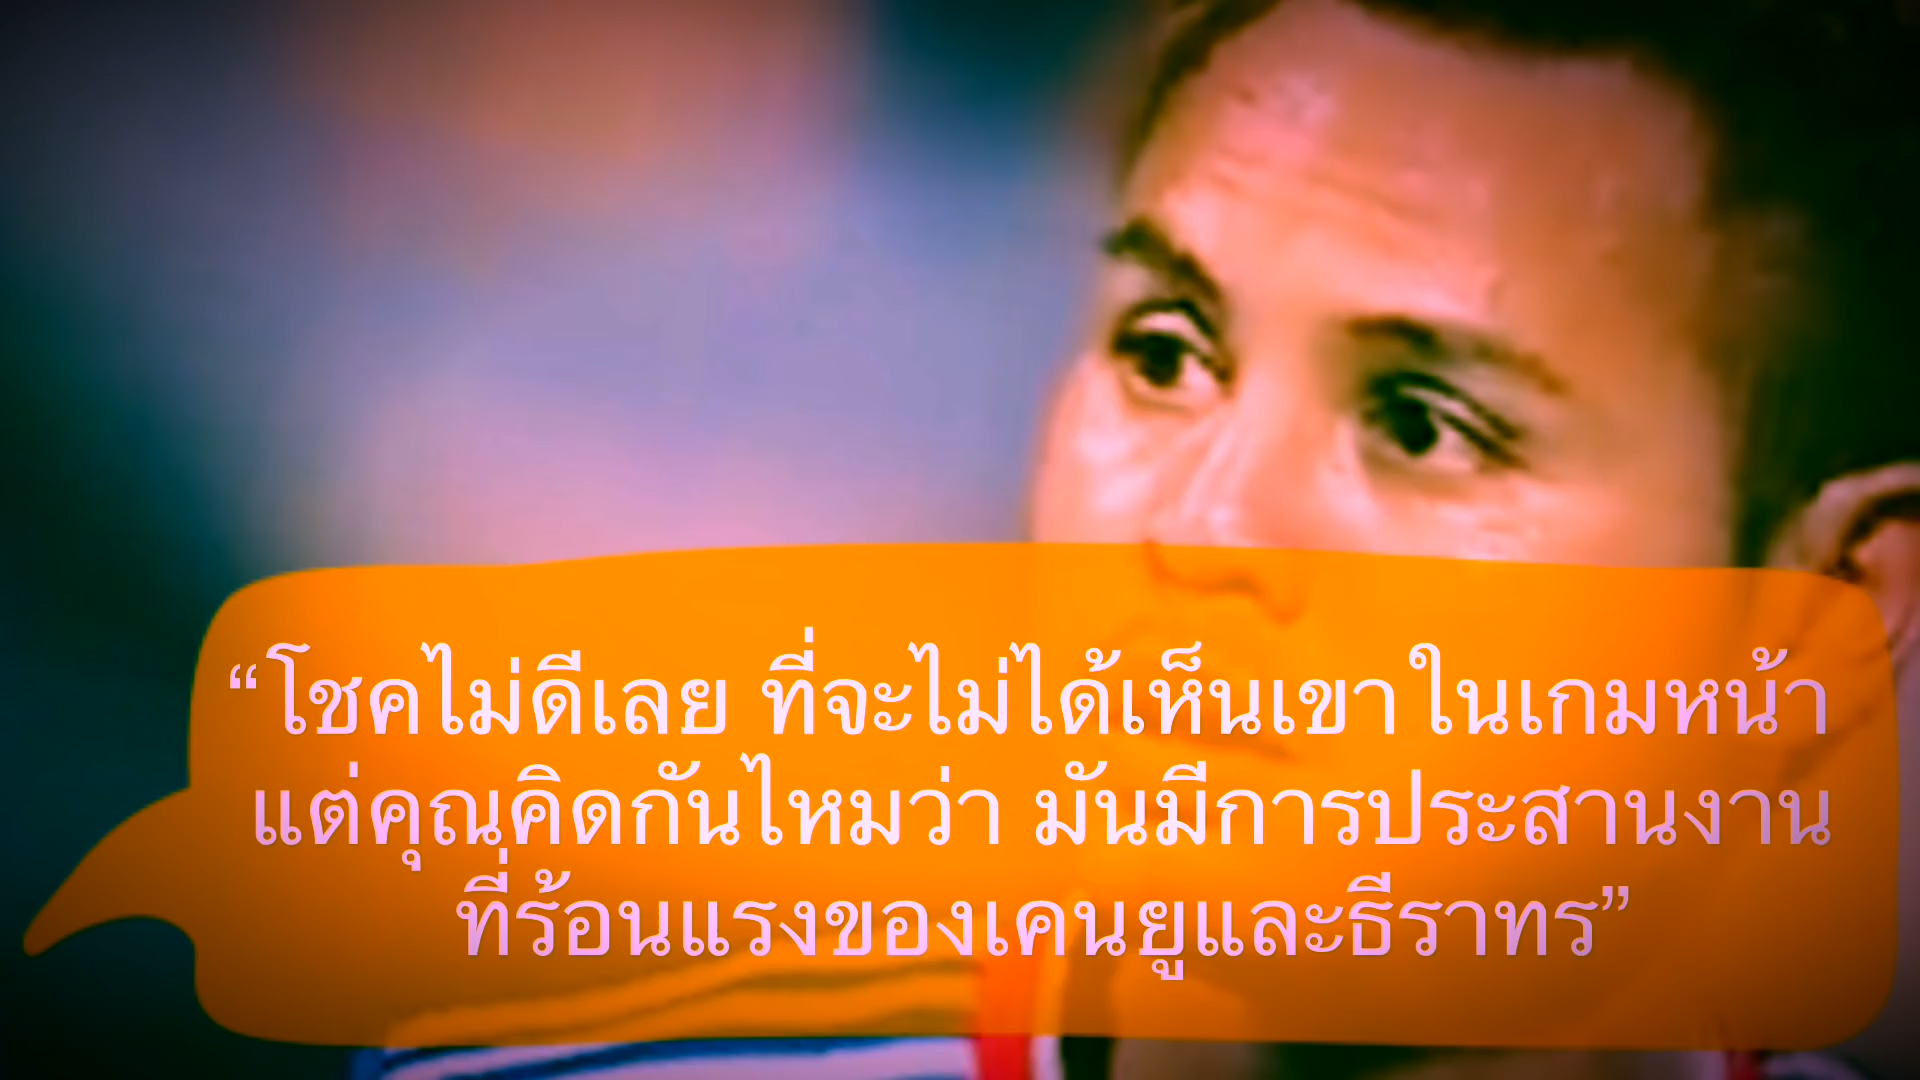 “โชคไม่ดีเลย ที่จะไม่ได้เห็นเขาในเกมหน้า
แต่คุณคิดกันไหมว่า มันมีการประสานงาน
ที่ร้อนแรงของเคนยูและธีราทร”